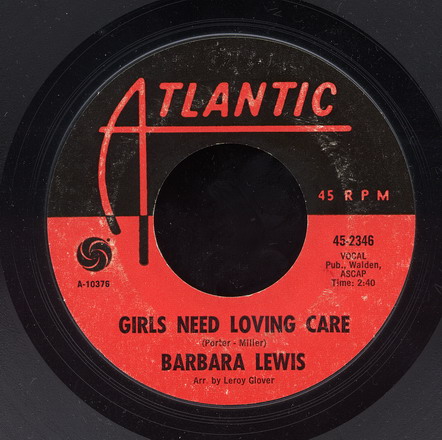 ATLANTIC
45 RPM
45-2346
VOCAL
Pub., Walden,
ASCAP
Time: 2:40
A-10376
GIRLS NEED LOVING CARE
(Porter - Miller)
BARBARA LEWIS
Arr. by Leroy Glover